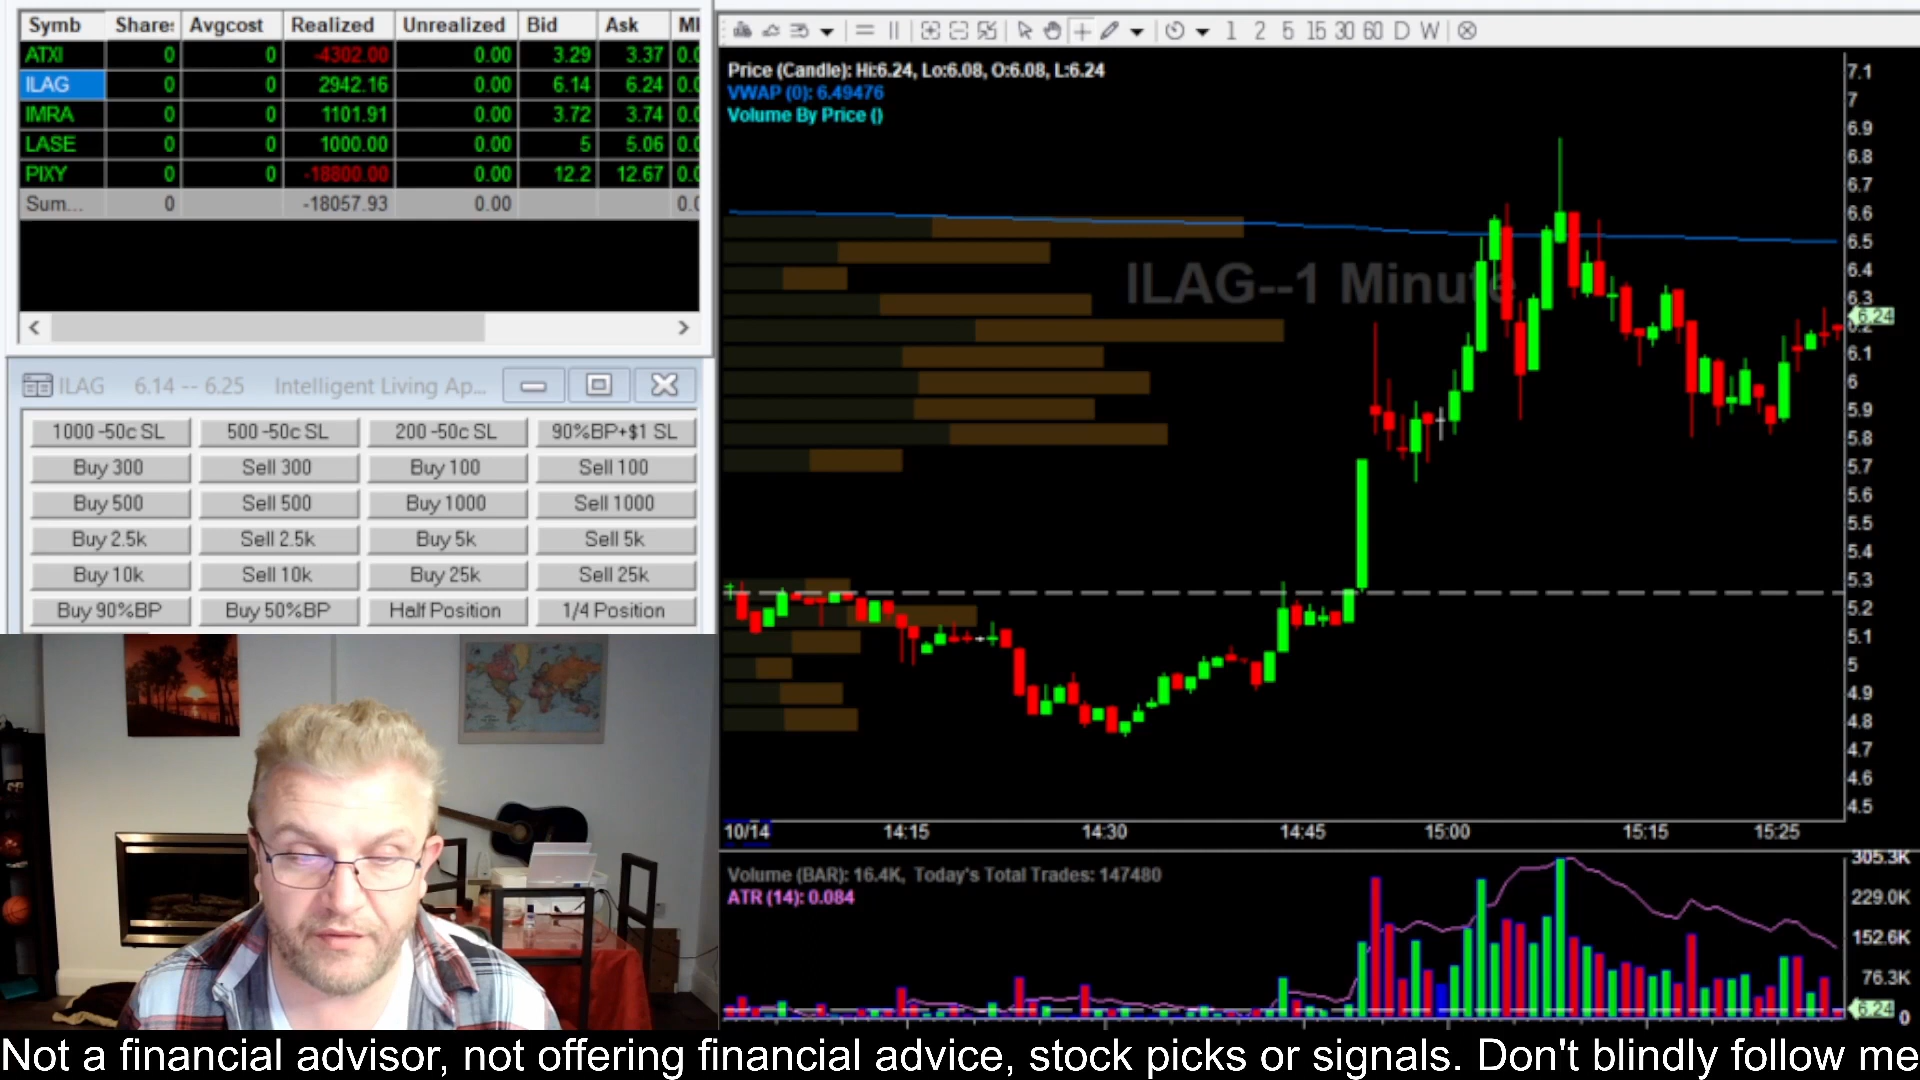 Symb Share: Avgcost Realized Unrealized Bid Ask
ATXI 0 0 -4302.00 0.00 3.29 3.37 0.0
ILAG 0 0 2942.16 0.00 6.14 6.24 0.0
IMRA 0 0 1101.91 0.00 3.72 3.74 0.0
LASE 0 0 1000.00 0.00 5 5.06 0.0
PIXY 0 0 -18800.00 0.00 12.2 12.67 0.0
Sum... 0 -18057.93 0.00 0.0
ILAG 6.14 -- 6.25 Intelligent Living Ap...
1000 -50c SL 500 -50c SL 200 -50c SL 90%BP+$1 SL
Buy 300 Sell 300 Buy 100 Sell 100
Buy 500 Sell 500 Buy 1000 Sell 1000
Buy 2.5k Sell 2.5k Buy 5k Sell 5k
Buy 10k Sell 10k Buy 25k Sell 25k
Buy 90%BP Buy 50%BP Half Position 1/4 Position
1 2 5 15 30 60 D W
Price (Candle): Hi:6.24, Lo:6.08, O:6.08, L:6.24
VWAP (0): 6.49476
Volume By Price ()
ILAG--1 Minute
7.1
7
6.9
6.8
6.7
6.6
6.5
6.4
6.3
6.24
6.1
6
5.9
5.8
5.7
5.6
5.5
5.4
5.3
5.2
5.1
5
4.9
4.8
4.7
4.6
4.5
10/14 14:15 14:30 14:45 15:00 15:15 15:25
Volume (BAR): 16.4K, Today's Total Trades: 147480
ATR (14): 0.084
305.3K
229.0K
152.6K
76.3K
6.24 0
Not a financial advisor, not offering financial advice, stock picks or signals. Don't blindly follow me